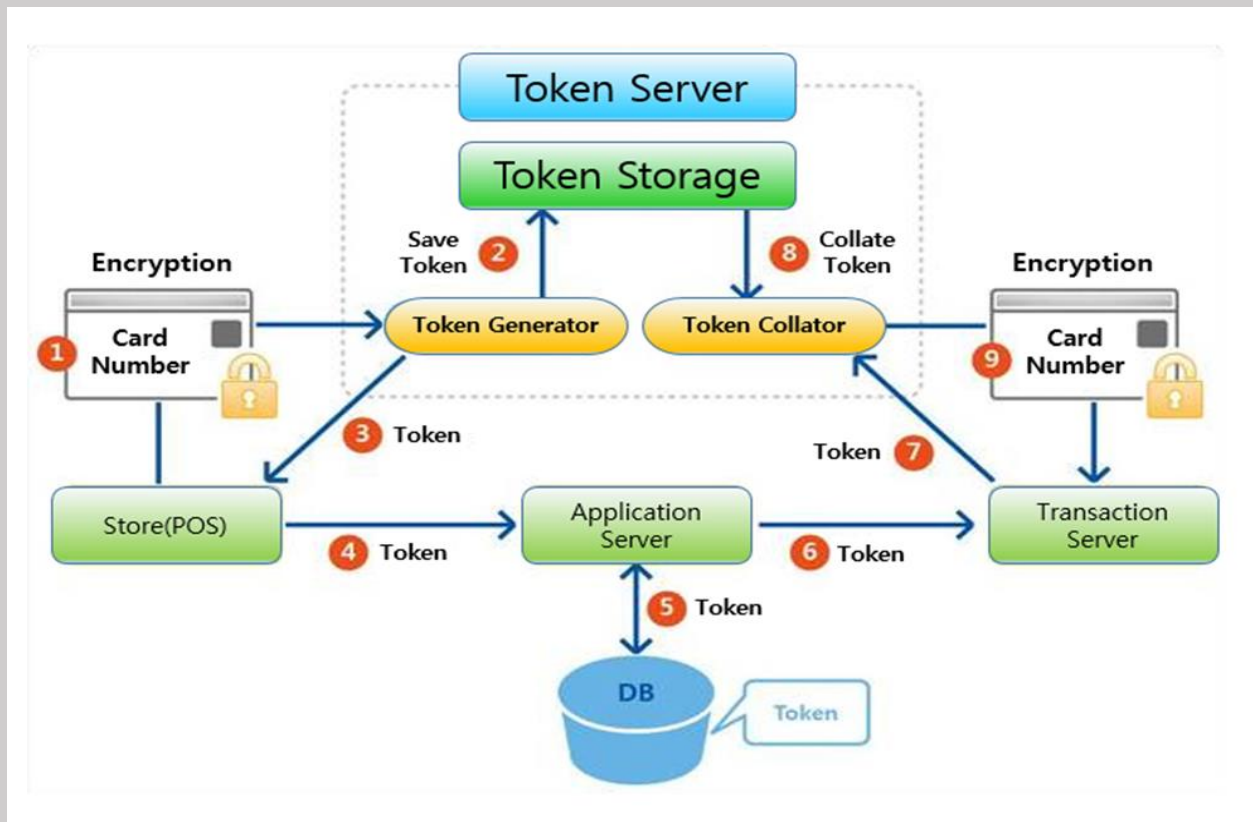 Token Server
Token Storage
Save
Token
2
8
Collate
Token
Encryption
Encryption
1
Card
Number
Token Generator
Token Collator
9
Card
Number
3
Token
Token
7
Store(POS)
Application
Server
Transaction
Server
4
Token
6
Token
5
Token
DB
Token